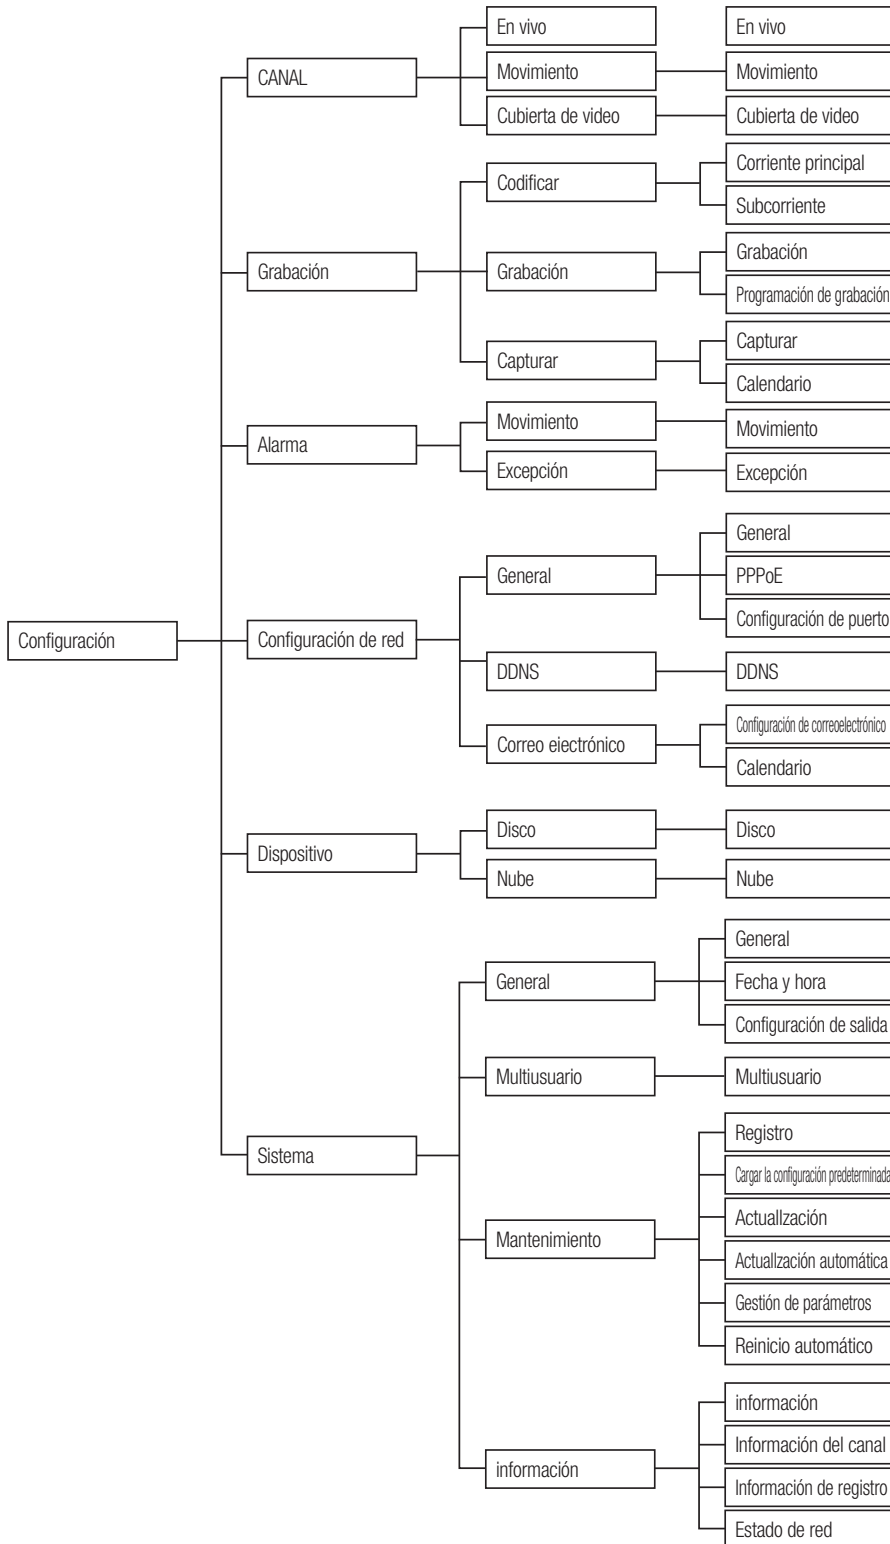 Configuración
CANAL
En vivo
En vivo
Movimiento
Movimiento
Cubierta de video
Cubierta de video
Grabación
Codificar
Corriente principal
Subcorriente
Grabación
Grabación
Programación de grabación
Capturar
Capturar
Calendario
Alarma
Movimiento
Movimiento
Excepción
Excepción
Configuración de red
General
General
PPPoE
Configuración de puerto
DDNS
DDNS
Correo eiectrónico
Configuración de correoelectrónico
Calendario
Dispositivo
Disco
Disco
Nube
Nube
Sistema
General
General
Fecha y hora
Configuración de salida
Multiusuario
Multiusuario
Mantenimiento
Registro
Cargar la configuración predeterminada
Actuallzación
Actuallzación automática
Gestión de parámetros
Reinicio automático
información
información
Información del canal
Información de registro
Estado de red